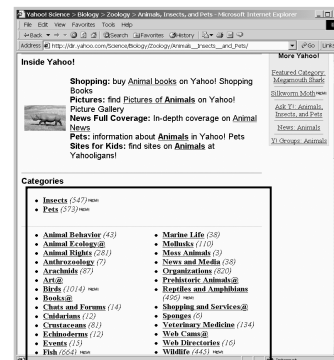 Yahoo! Science > Biology > Zoology > Animals, Insects, and Pets - Microsoft Internet Explorer
File Edit View Favorites Tools Help
Back Search Favorites History
Address http://dir.yahoo.com/Science/Biology/Zoology/Animals__Insects__and_Pets/ Go Links
Inside Yahoo!
Shopping: buy Animal books on Yahoo! Shopping
Books
Pictures: find Pictures of Animals on Yahoo!
Picture Gallery
News Full Coverage: In-depth coverage on Animal
News
Pets: information about Animals in Yahoo! Pets
Sites for Kids: find sites on Animals at
Yahooligans!
More Yahoo!
Featured Category:
Megamouth Shark
Silkworm Moth NEW!
Ask Y!: Animals,
Insects, and Pets
News: Animals
Y! Groups: Animals
Categories
Insects (547) NEW!
Pets (573) NEW!
Animal Behavior (43)
Animal Ecology@
Animal Rights (281)
Anthrozoology (7)
Arachnids (87)
Art@
Birds (1014) NEW!
Books@
Chats and Forums (14)
Cnidarians (12)
Crustaceans (81)
Echinoderms (12)
Events (15)
Fish (664) NEW!
Marine Life (38)
Mollusks (110)
Moss Animals (3)
News and Media (38)
Organizations (820)
Prehistoric Animals@
Reptiles and Amphibians
(496) NEW!
Shopping and Services@
Sponges (6)
Veterinary Medicine (134)
Web Cams@
Web Directories (16)
Wildlife (445) NEW!
Internet